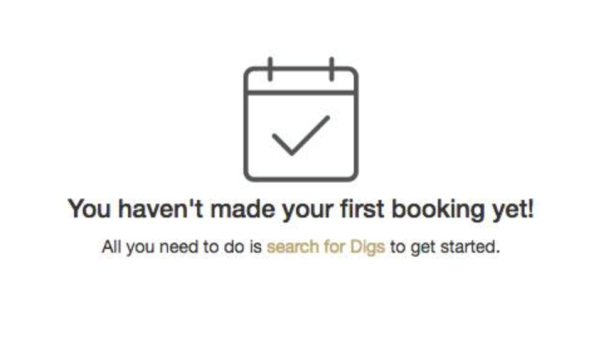 You haven't made your first booking yet!
All you need to do is search for Digs to get started.